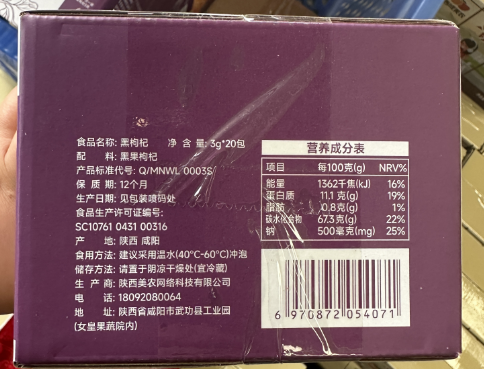 食品名称: 黑枸杞 净 含 量: 3g*20包
配 料: 黑果枸杞
产品标准代号: Q/MNWL 0003S
保 质 期: 12个月
生产日期: 见包装喷码处
食品生产许可证编号:
SC10761 0431 00316
产 地: 陕西 咸阳
食用方法: 建议采用温水(40°C-60°C)冲泡
储存方法: 请置于阴凉干燥处(宜冷藏)
生 产 商: 陕西美农网络科技有限公司
电 话: 18092080064
地 址: 陕西省咸阳市武功县工业园
(女皇果蔬院内)
营养成分表
项目 每100克(g) NRV%
能量 1362千焦(kJ) 16%
蛋白质 11.1 克(g) 19%
脂肪 0.8克(g) 1%
碳水化合物 67.3克(g) 22%
钠 500毫克(mg) 25%
6 970872 054071